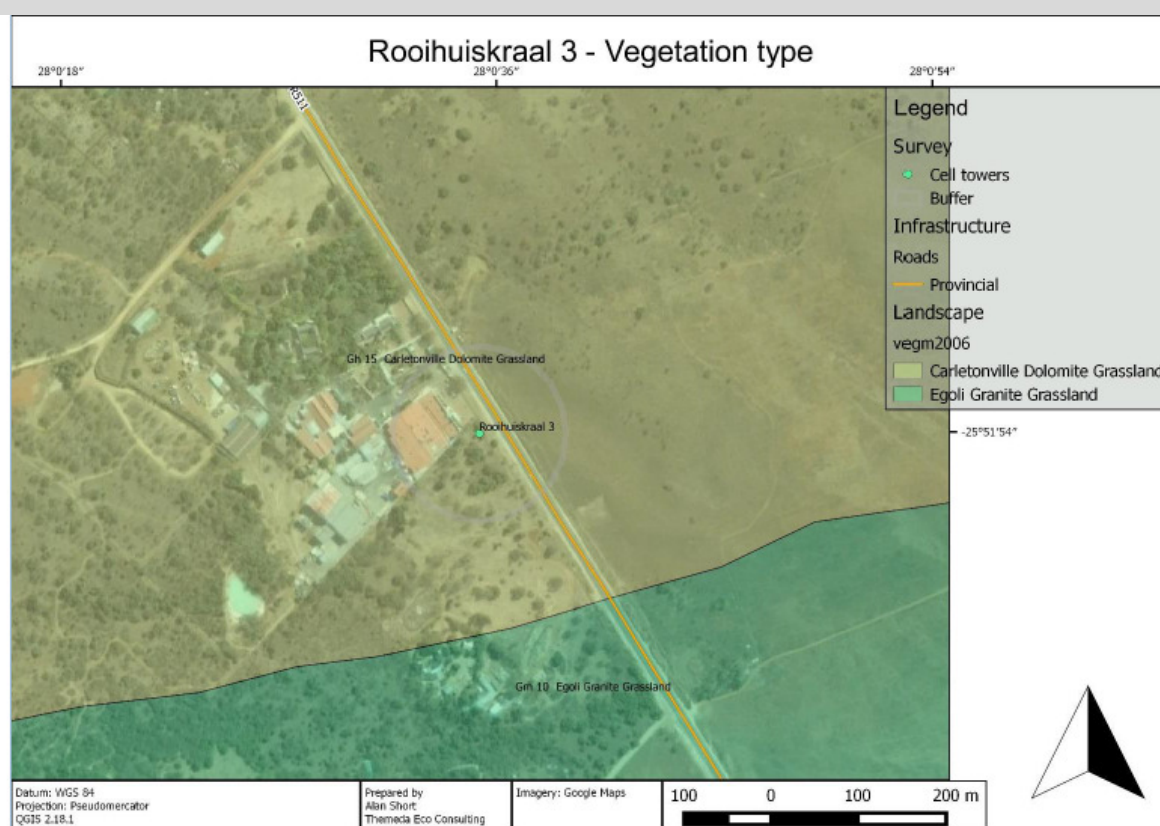 Rooihuiskraal 3 - Vegetation type
28°0'18"
28°0'36"
28°0'54"
R511
Legend
Survey
Cell towers
Buffer
Infrastructure
Roads
Provincial
Landscape
vegm2006
Carletonville Dolomite Grassland
Egoli Granite Grassland
Gh 15 Carletonville Dolomite Grassland
Rooihuiskraal 3
-25°51'54"
Gm 10 Egoli Granite Grassland
Datum: WGS 84
Projection: Pseudomercator
QGIS 2.18.1
Prepared by
Alan Short
Themeda Eco Consulting
Imagery: Google Maps
100 0 100 200 m